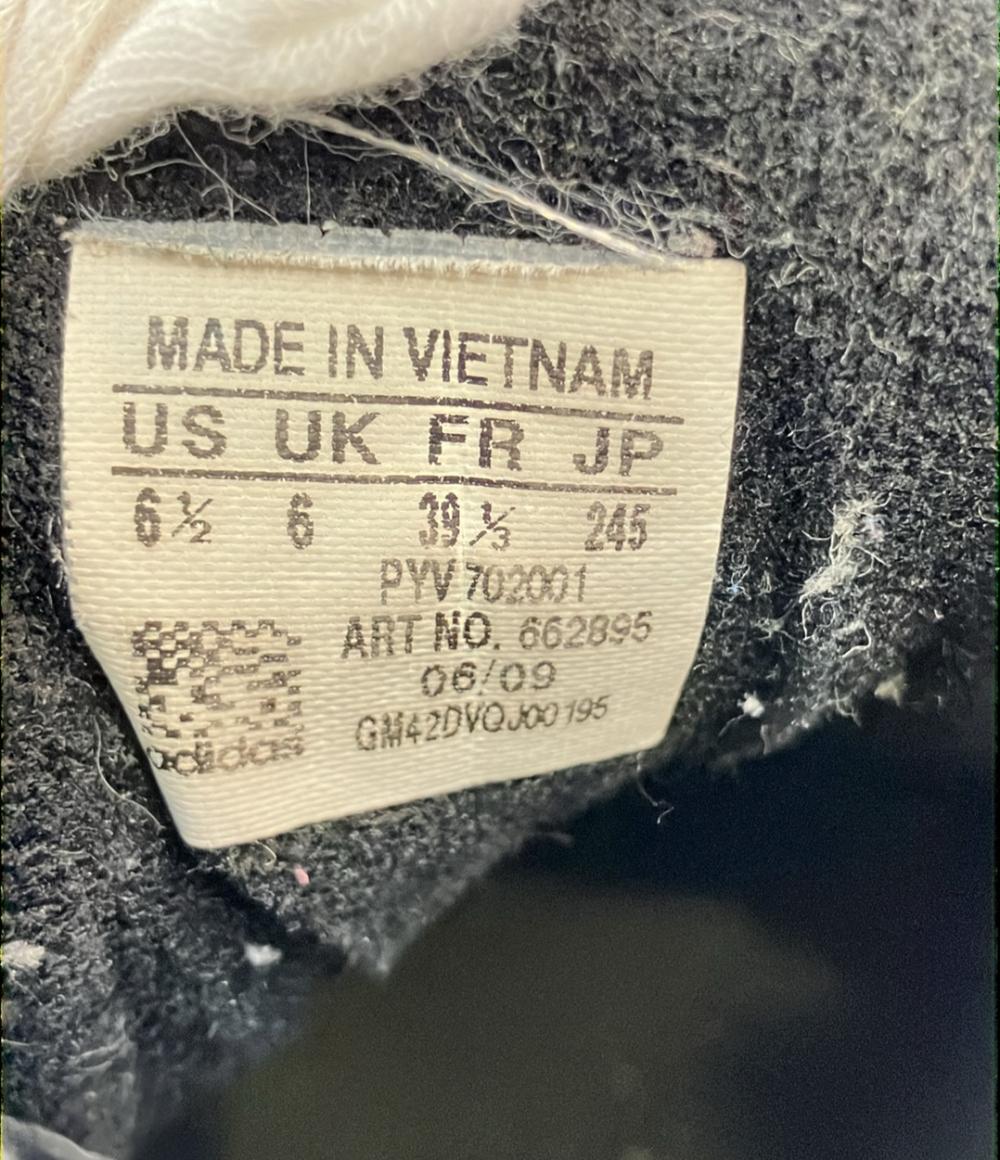 MADE IN VIETNAM
US UK FR JP
6½ 6 39⅓ 245
PYV 702001
ART NO. 662895
06/09
GM42DVQJ00195
adidas